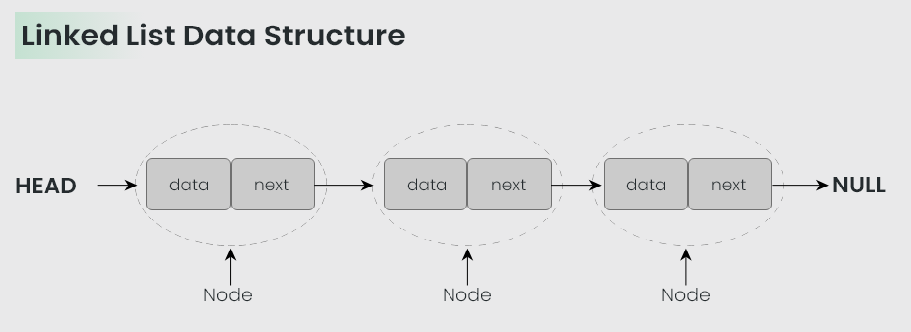 Linked List Data Structure
HEAD data next data next data next NULL
Node Node Node